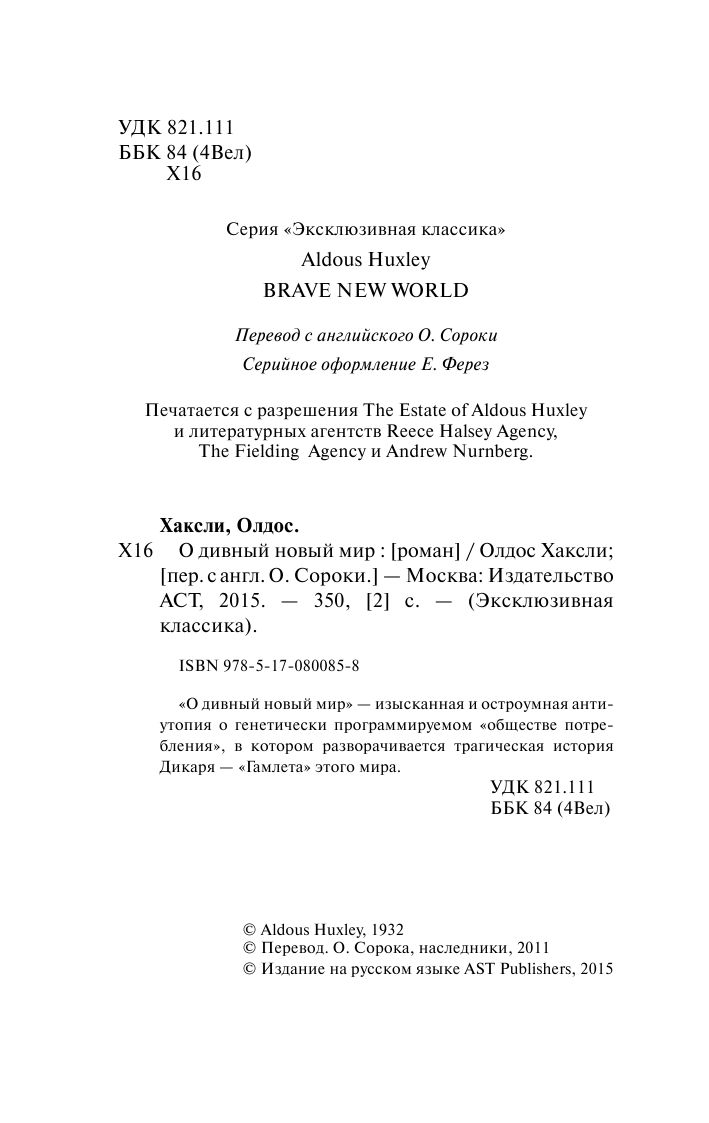 УДК 821.111
ББК 84 (4Вел)
Х16
Серия «Эксклюзивная классика»
Aldous Huxley
BRAVE NEW WORLD
Перевод с английского О. Сороки
Серийное оформление Е. Ферез
Печатается с разрешения The Estate of Aldous Huxley
и литературных агентств Reece Halsey Agency,
The Fielding Agency и Andrew Nurnberg.
Хаксли, Олдос.
Х16 О дивный новый мир : [роман] / Олдос Хаксли;
[пер. с англ. О. Сороки.] — Москва: Издательство
АСТ, 2015. — 350, [2] с. — (Эксклюзивная
классика).
ISBN 978-5-17-080085-8
«О дивный новый мир» — изысканная и остроумная анти-
утопия о генетически программируемом «обществе потре-
бления», в котором разворачивается трагическая история
Дикаря — «Гамлета» этого мира.
УДК 821.111
ББК 84 (4Вел)
© Aldous Huxley, 1932
© Перевод. О. Сорока, наследники, 2011
© Издание на русском языке AST Publishers, 2015